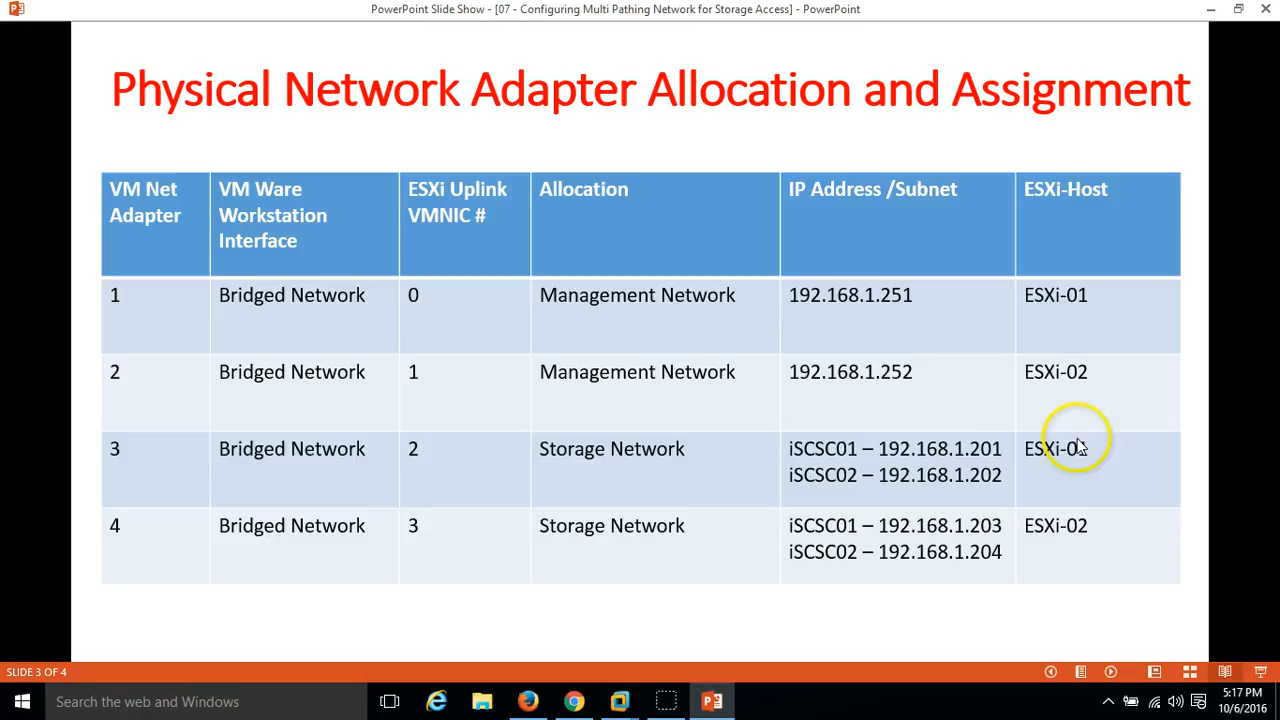 PowerPoint Slide Show - [07 - Configuring Multi Pathing Network for Storage Access] - PowerPoint
Physical Network Adapter Allocation and Assignment
VM Net Adapter
VM Ware Workstation Interface
ESXi Uplink VMNIC #
Allocation
IP Address /Subnet
ESXi-Host
1
Bridged Network
0
Management Network
192.168.1.251
ESXi-01
2
Bridged Network
1
Management Network
192.168.1.252
ESXi-02
3
Bridged Network
2
Storage Network
iSCSC01 – 192.168.1.201
iSCSC02 – 192.168.1.202
ESXi-01
4
Bridged Network
3
Storage Network
iSCSC01 – 192.168.1.203
iSCSC02 – 192.168.1.204
ESXi-02
SLIDE 3 OF 4
Search the web and Windows
5:17 PM
10/6/2016